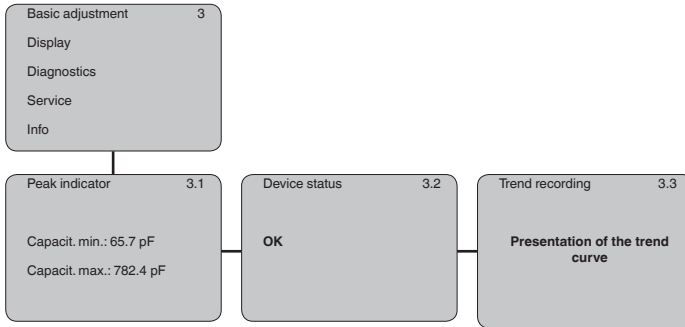 Basic adjustment 3
Display
Diagnostics
Service
Info
Peak indicator 3.1
Capacit. min.: 65.7 pF
Capacit. max.: 782.4 pF
Device status 3.2
OK
Trend recording 3.3
Presentation of the trend
curve